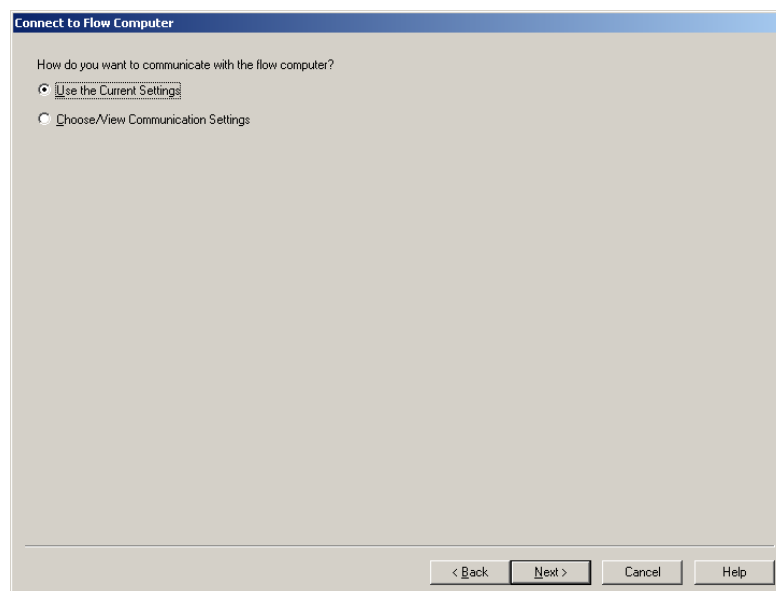 Connect to Flow Computer
How do you want to communicate with the flow computer?
Use the Current Settings
Choose/View Communication Settings
< Back Next > Cancel Help